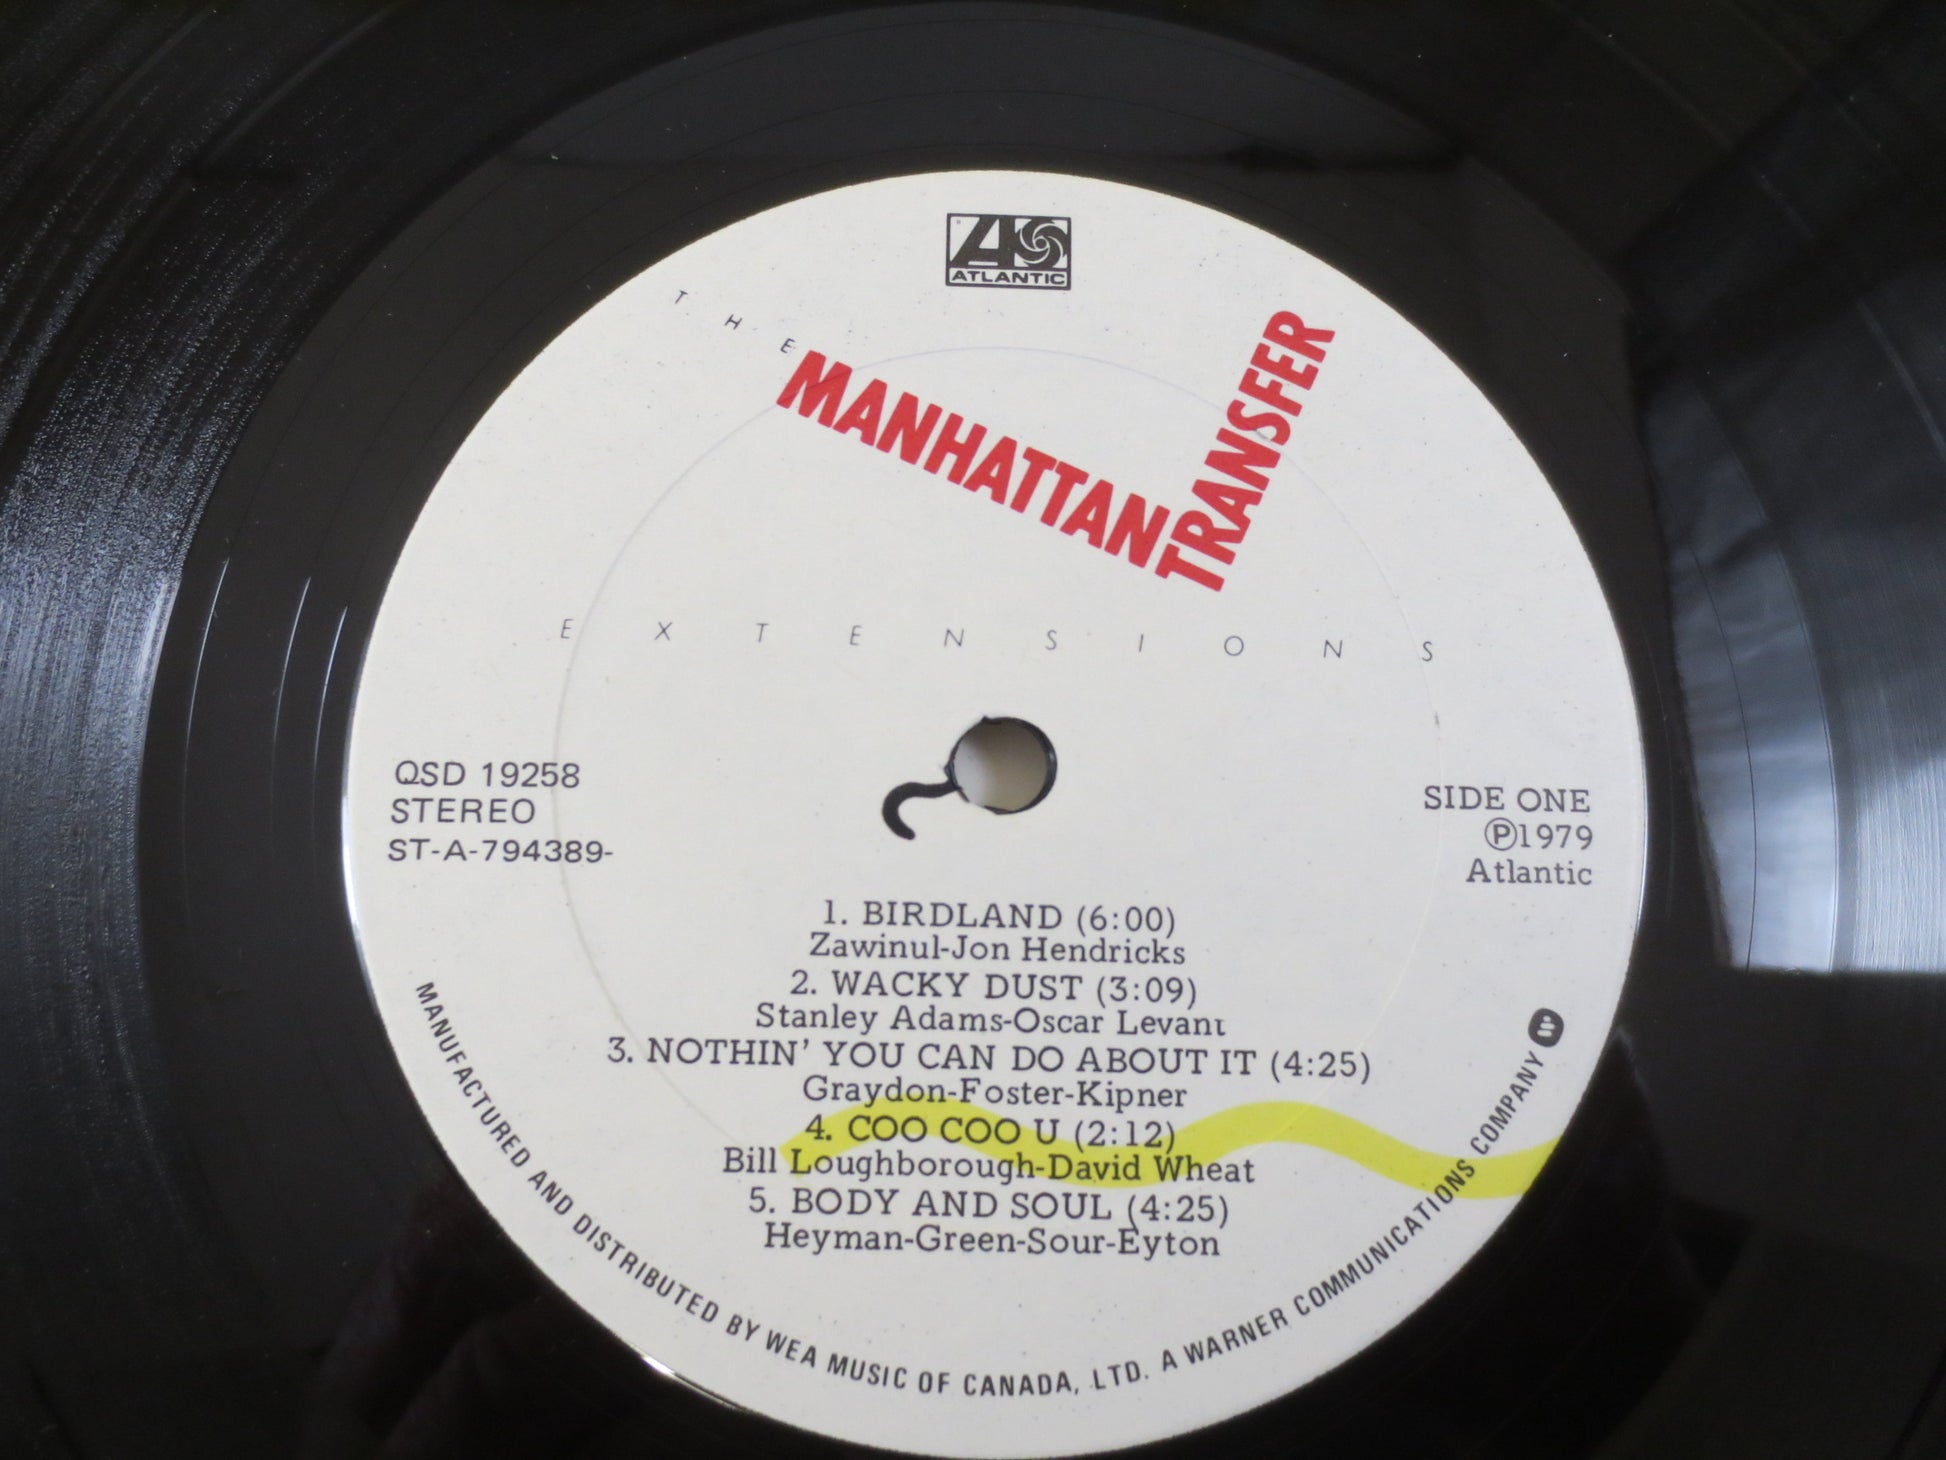 ATLANTIC
THE
MANHATTAN
TRANSFER
EXTENSIONS
QSD 19258
STEREO
ST-A-794389-
SIDE ONE
Ⓟ1979
Atlantic
1. BIRDLAND (6:00)
Zawinul-Jon Hendricks
2. WACKY DUST (3:09)
Stanley Adams-Oscar Levant
3. NOTHIN' YOU CAN DO ABOUT IT (4:25)
Graydon-Foster-Kipner
4. COO COO U (2:12)
Bill Loughborough-David Wheat
5. BODY AND SOUL (4:25)
Heyman-Green-Sour-Eyton
MANUFACTURED AND DISTRIBUTED BY WEA MUSIC OF CANADA, LTD. A WARNER COMMUNICATIONS COMPANY